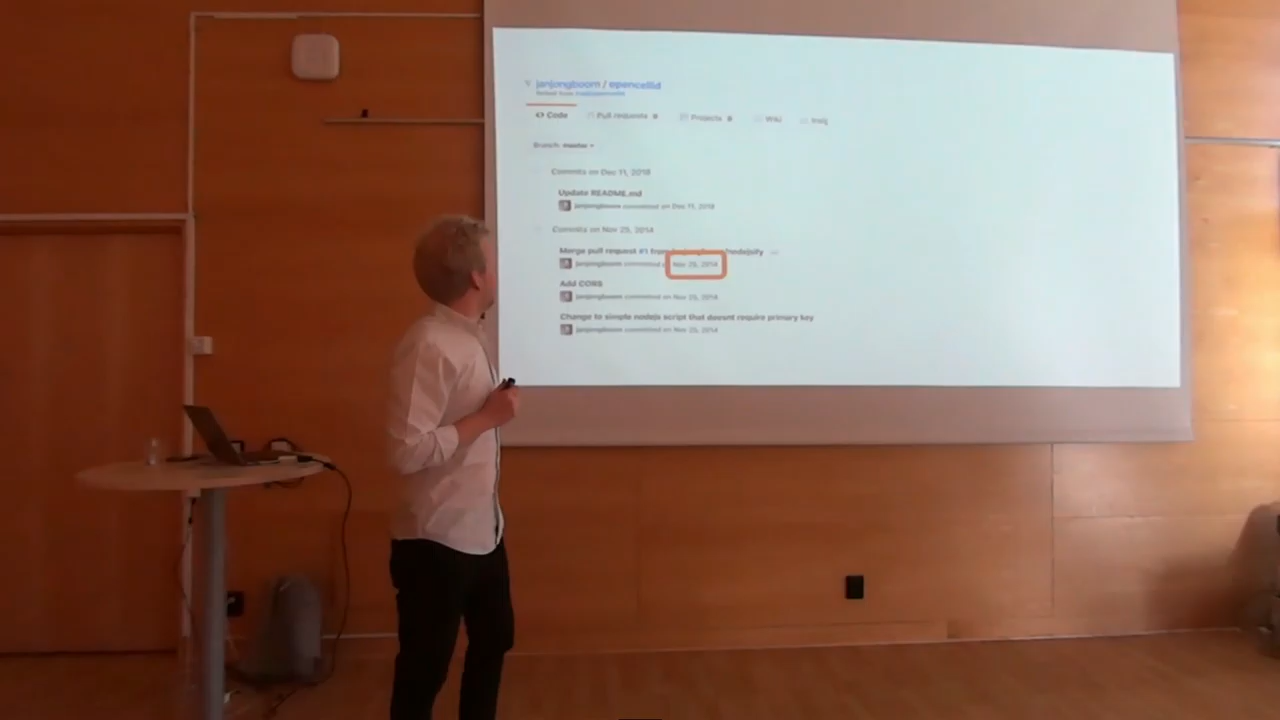 janjongboom / opencellid
Code Pull requests 0 Projects 0 Wiki
Branch: master
Commits on Dec 11, 2018
Update README.md
janjongboom committed on Dec 11, 2018
Commits on Nov 25, 2014
Merge pull request #1 from /nodejsify
janjongboom committed Nov 25, 2014
Add CORS
janjongboom committed on Nov 25, 2014
Change to simple nodejs script that doesnt require primary key
janjongboom committed on Nov 25, 2014